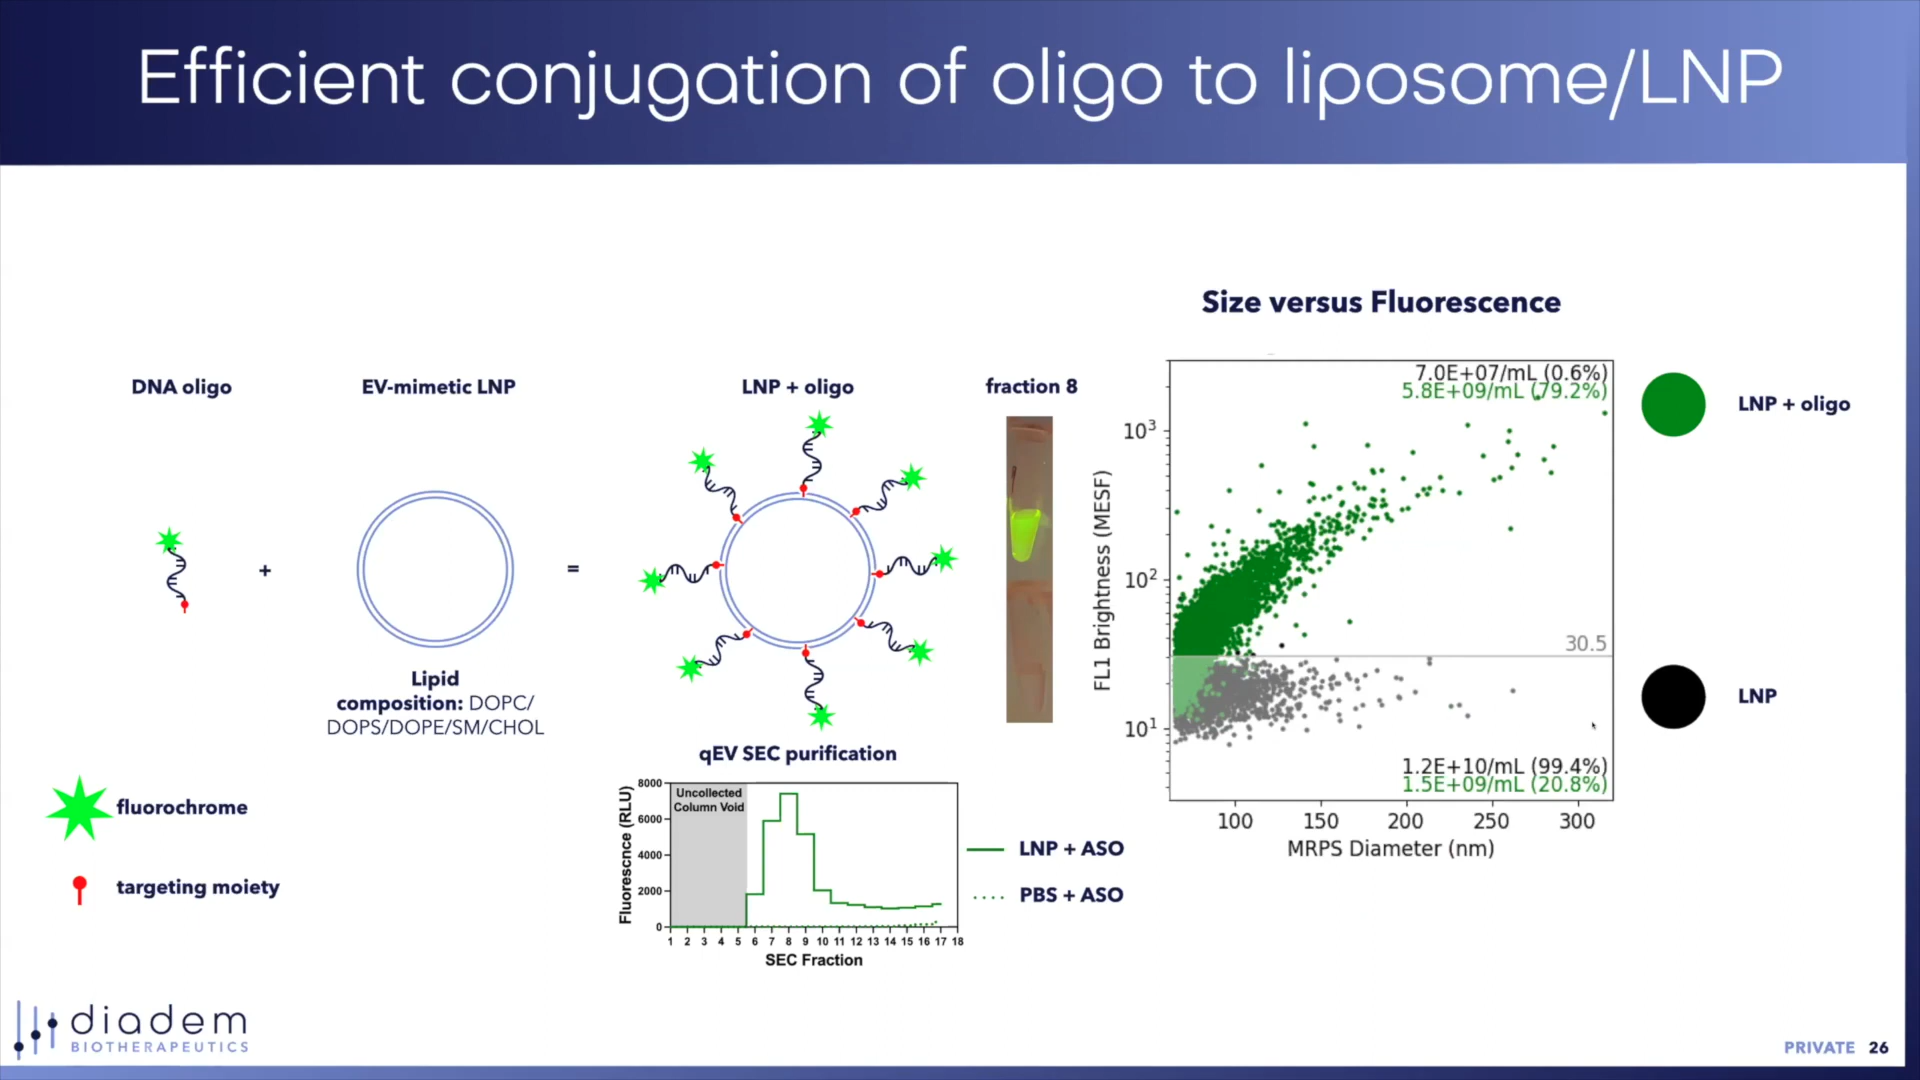 Efficient conjugation of oligo to liposome/LNP
DNA oligo
EV-mimetic LNP
LNP + oligo
fraction 8
+
=
Lipid
composition: DOPC/
DOPS/DOPE/SM/CHOL
fluorochrome
targeting moiety
qEV SEC purification
Fluorescnce (RLU)
8000
6000
4000
2000
0
Uncollected
Column Void
1 2 3 4 5 6 7 8 9 10 11 12 13 14 15 16 17 18
SEC Fraction
LNP + ASO
PBS + ASO
Size versus Fluorescence
FL1 Brightness (MESF)
10³
10²
10¹
7.0E+07/mL (0.6%)
5.8E+09/mL (79.2%)
30.5
1.2E+10/mL (99.4%)
1.5E+09/mL (20.8%)
100 150 200 250 300
MRPS Diameter (nm)
LNP + oligo
LNP
diadem
BIOTHERAPEUTICS
PRIVATE 26